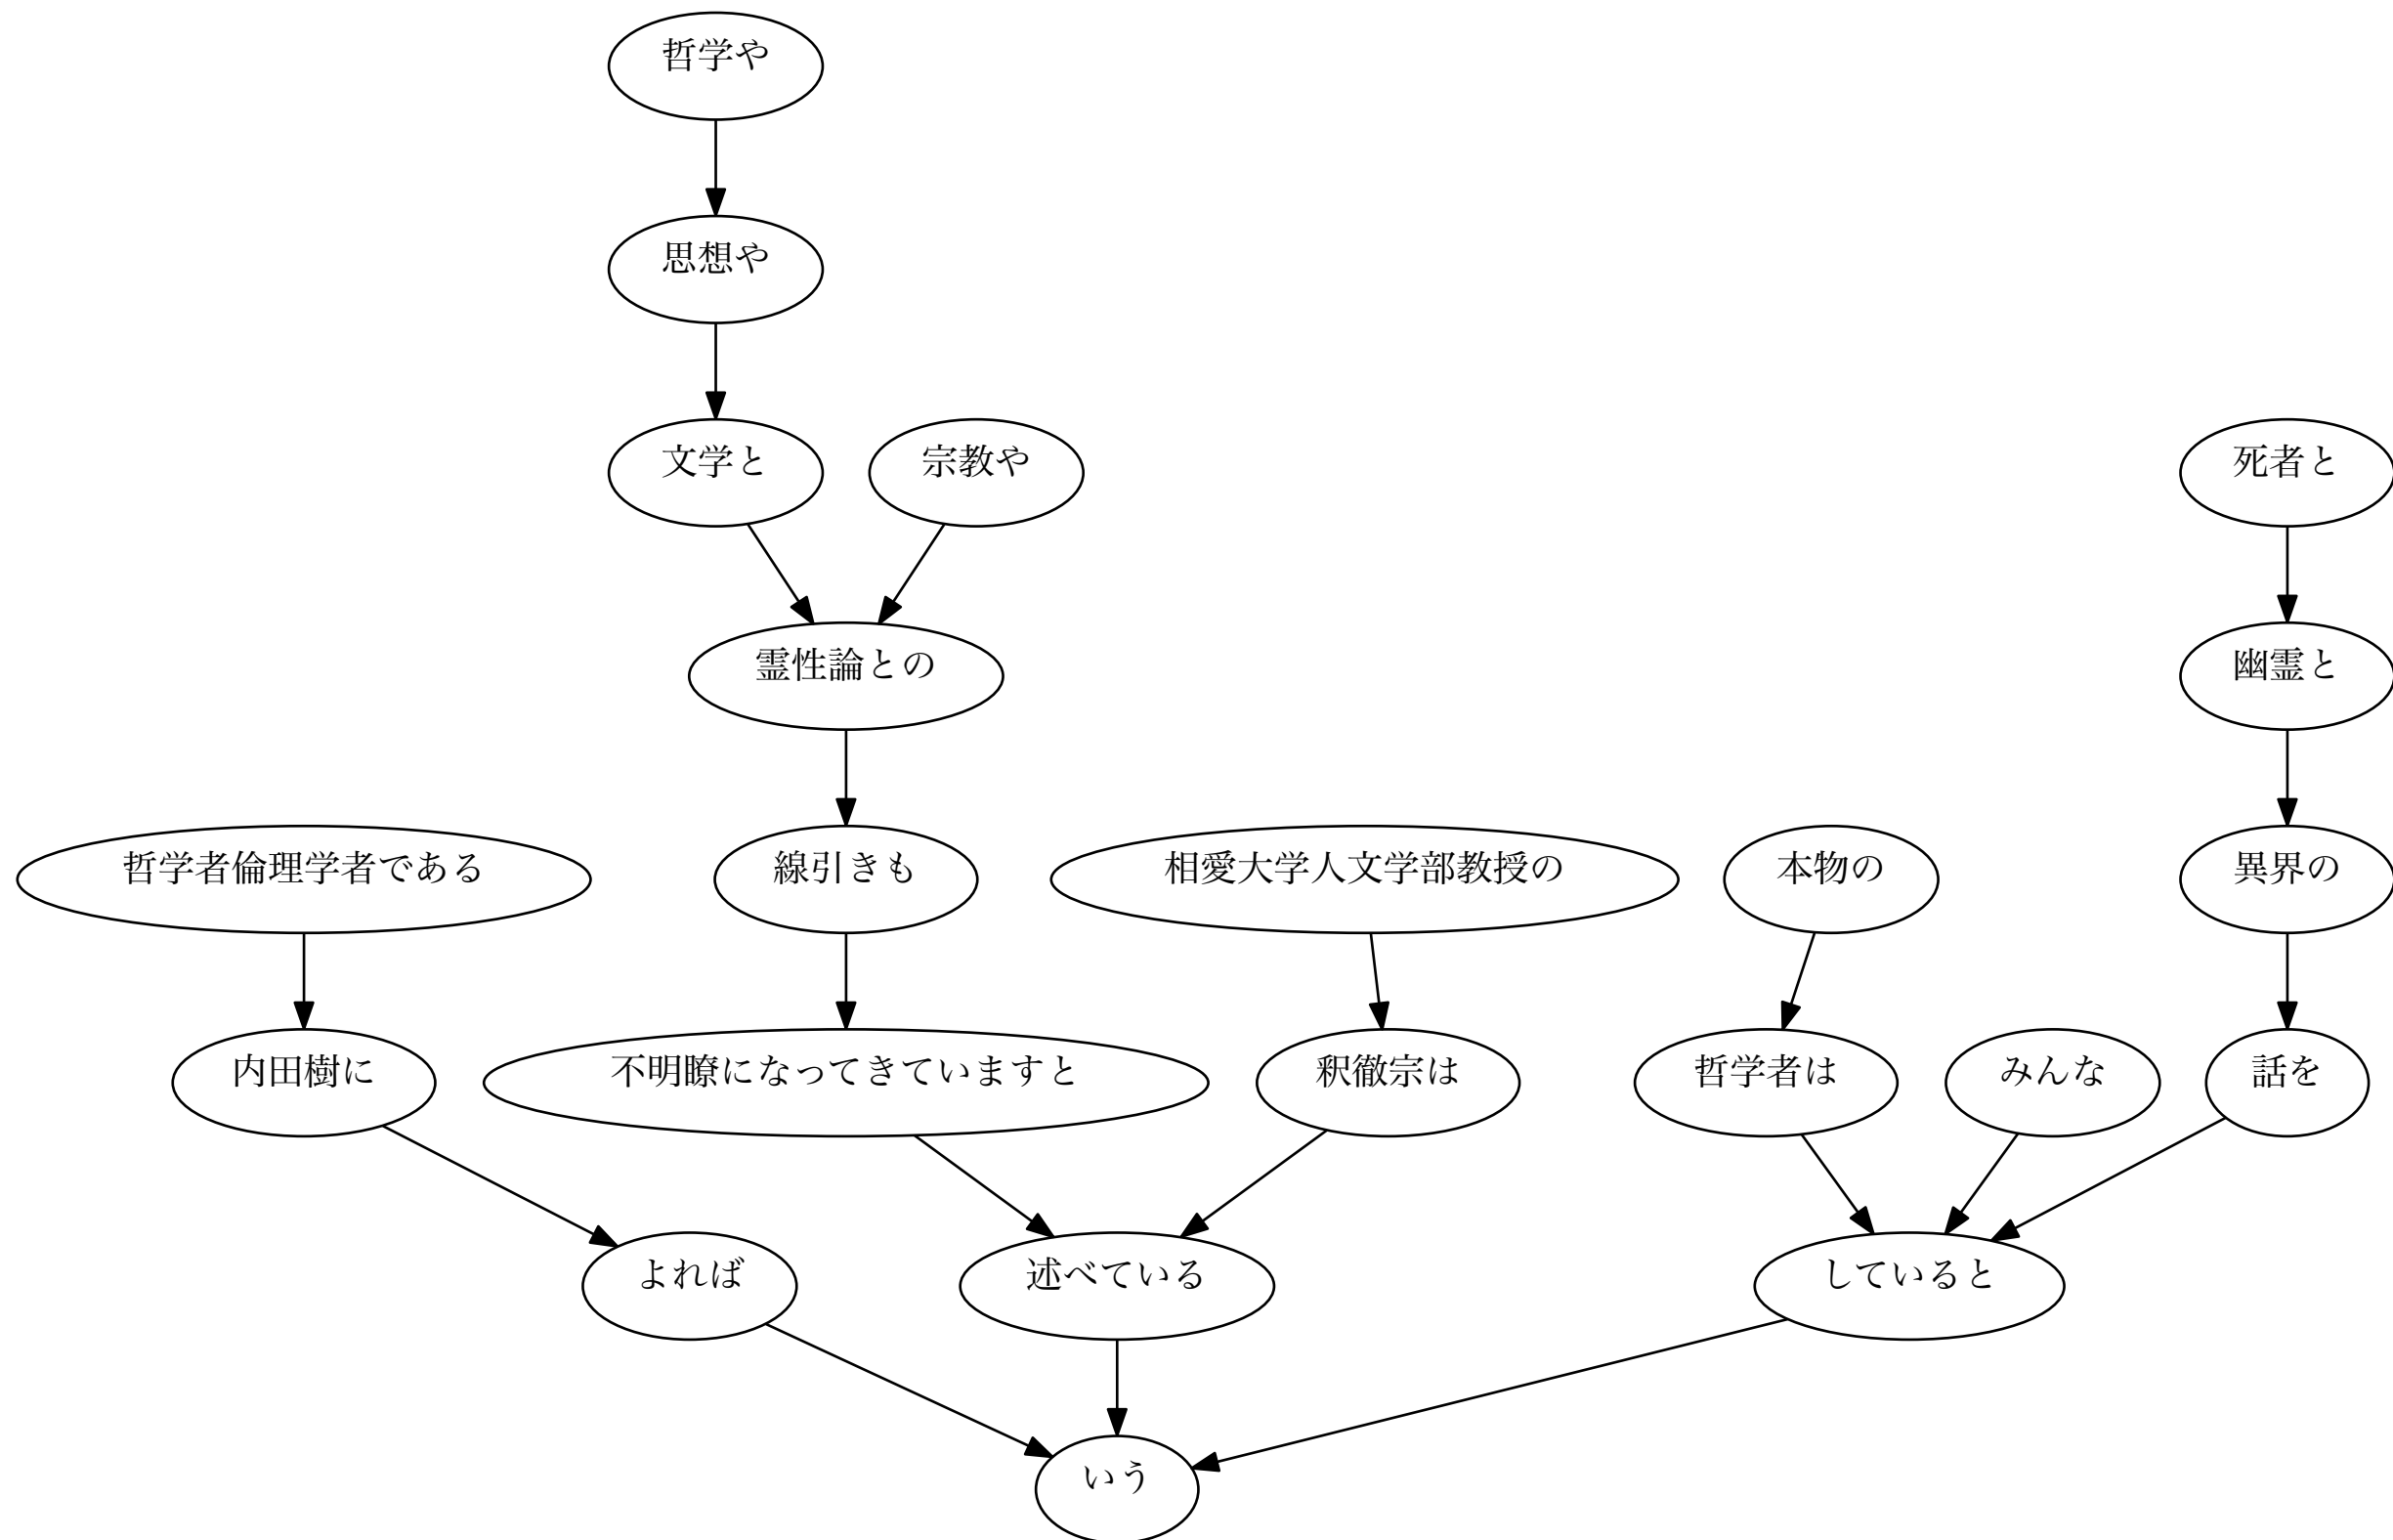 哲学や
思想や
文学と
宗教や
死者と
霊性論との
幽霊と
哲学者倫理学者である
線引きも
相愛大学人文学部教授の
本物の
異界の
内田樹に
不明瞭になってきていますと
釈徹宗は
哲学者は
みんな
話を
よれば
述べている
していると
いう